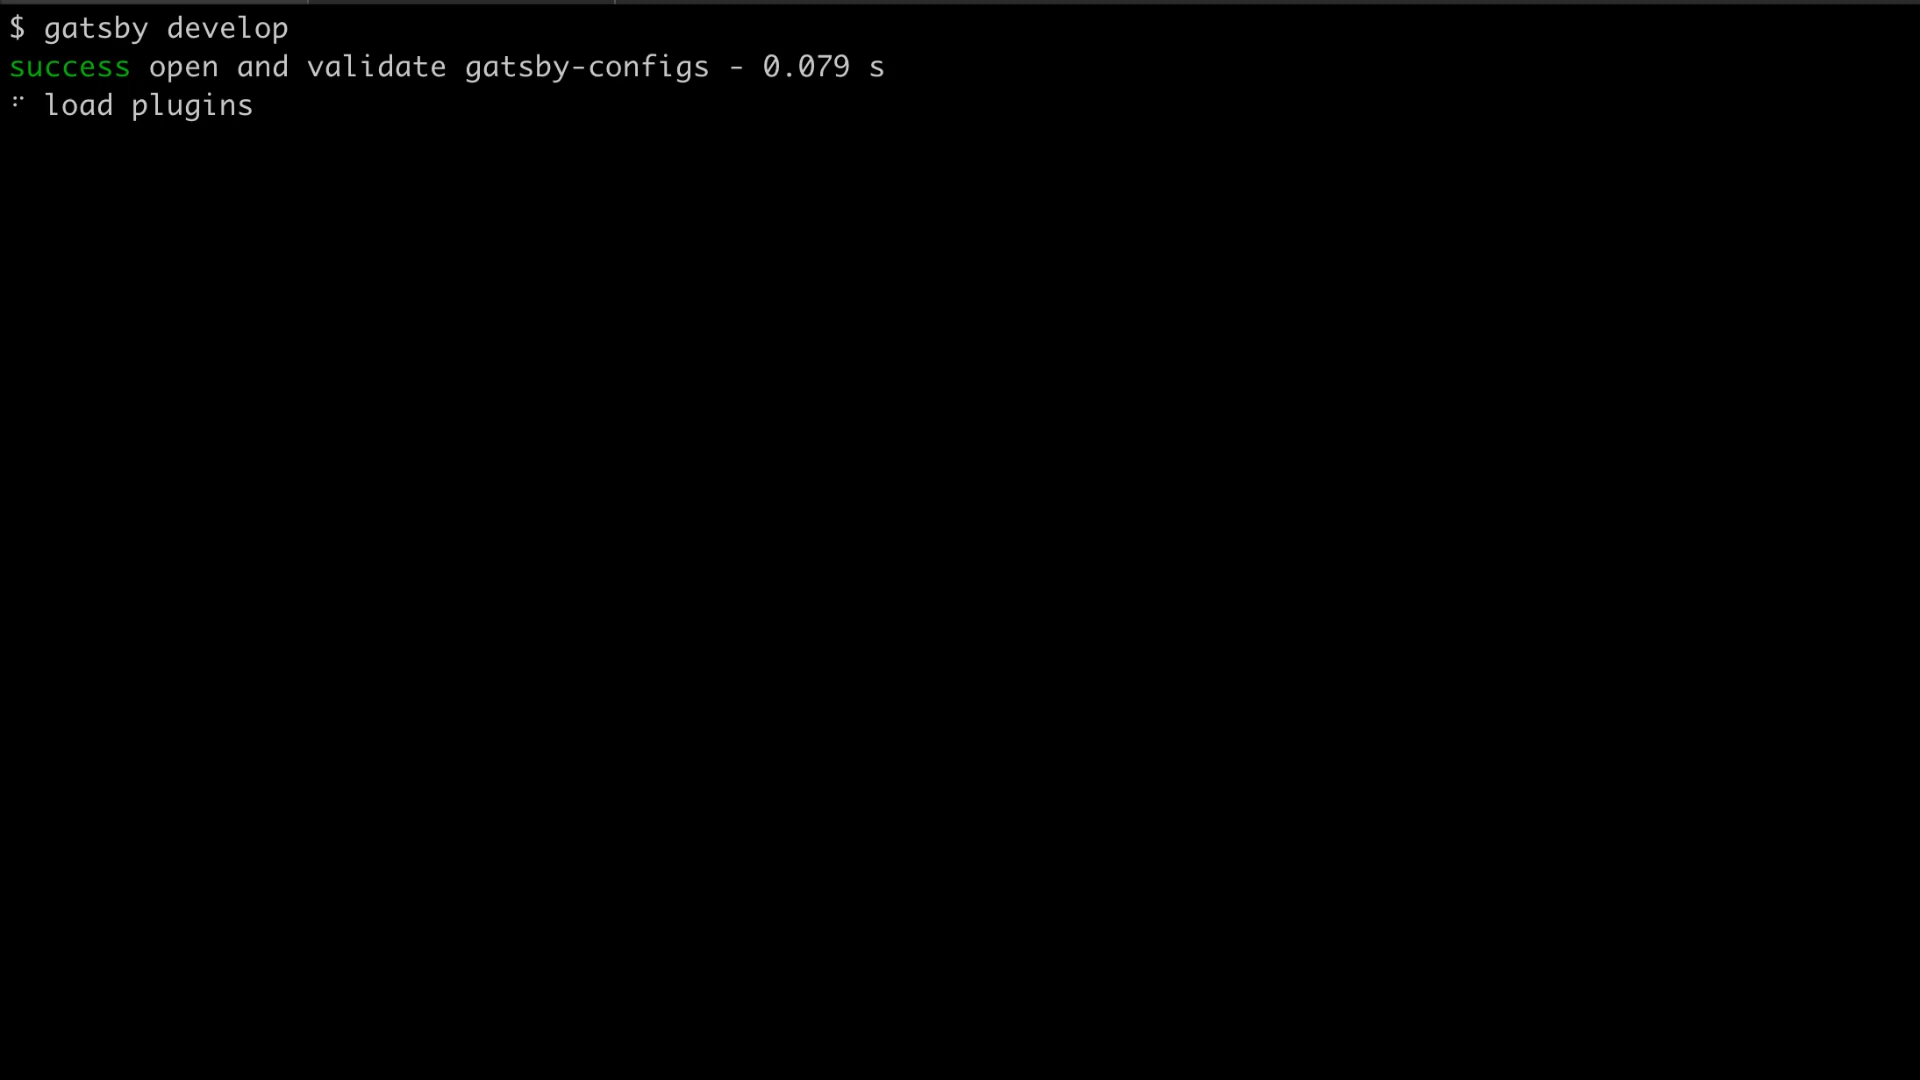 $ gatsby develop
success open and validate gatsby-configs - 0.079 s
⠋ load plugins